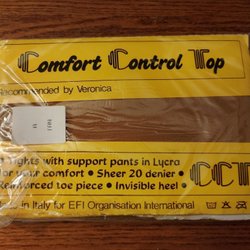 Comfort Control Top
Recommended by Veronica
Tights with support pants in Lycra
for your comfort • Sheer 20 denier •
Reinforced toe piece • Invisible heel •
CCT
in Italy for EFI Organisation International